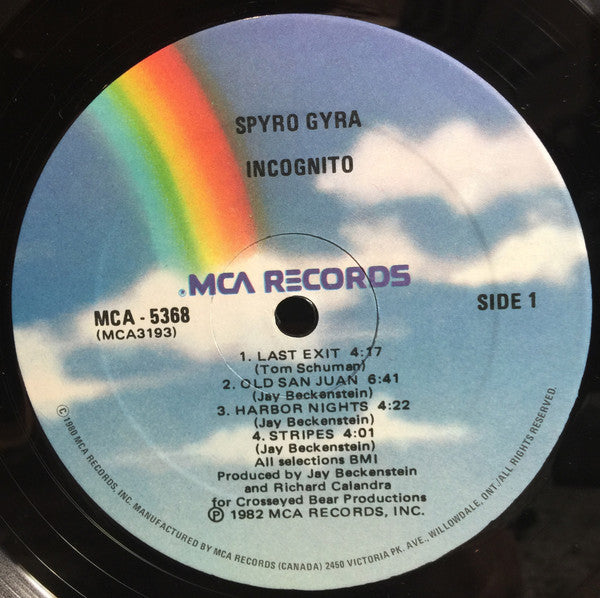 SPYRO GYRA
INCOGNITO
MCA RECORDS
MCA - 5368
(MCA3193)
SIDE 1
1. LAST EXIT 4:17
(Tom Schuman)
2. OLD SAN JUAN 6:41
(Jay Beckenstein)
3. HARBOR NIGHTS 4:22
(Jay Beckenstein)
4. STRIPES 4:01
(Jay Beckenstein)
All selections BMI
Produced by Jay Beckenstein
and Richard Calandra
for Crosseyed Bear Productions
Ⓟ 1982 MCA RECORDS, INC.
© 1980 MCA RECORDS, INC. MANUFACTURED BY MCA RECORDS (CANADA) 2450 VICTORIA PK. AVE., WILLOWDALE, ONT./ALL RIGHTS RESERVED.